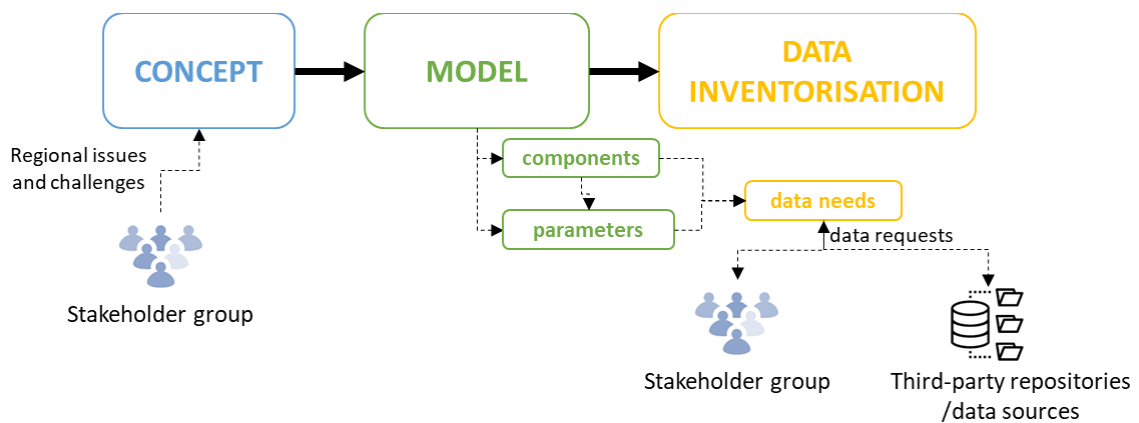 CONCEPT
MODEL
DATA
INVENTORISATION
Regional issues
and challenges
components
parameters
data needs
data requests
Stakeholder group
Stakeholder group
Third-party repositories
/data sources